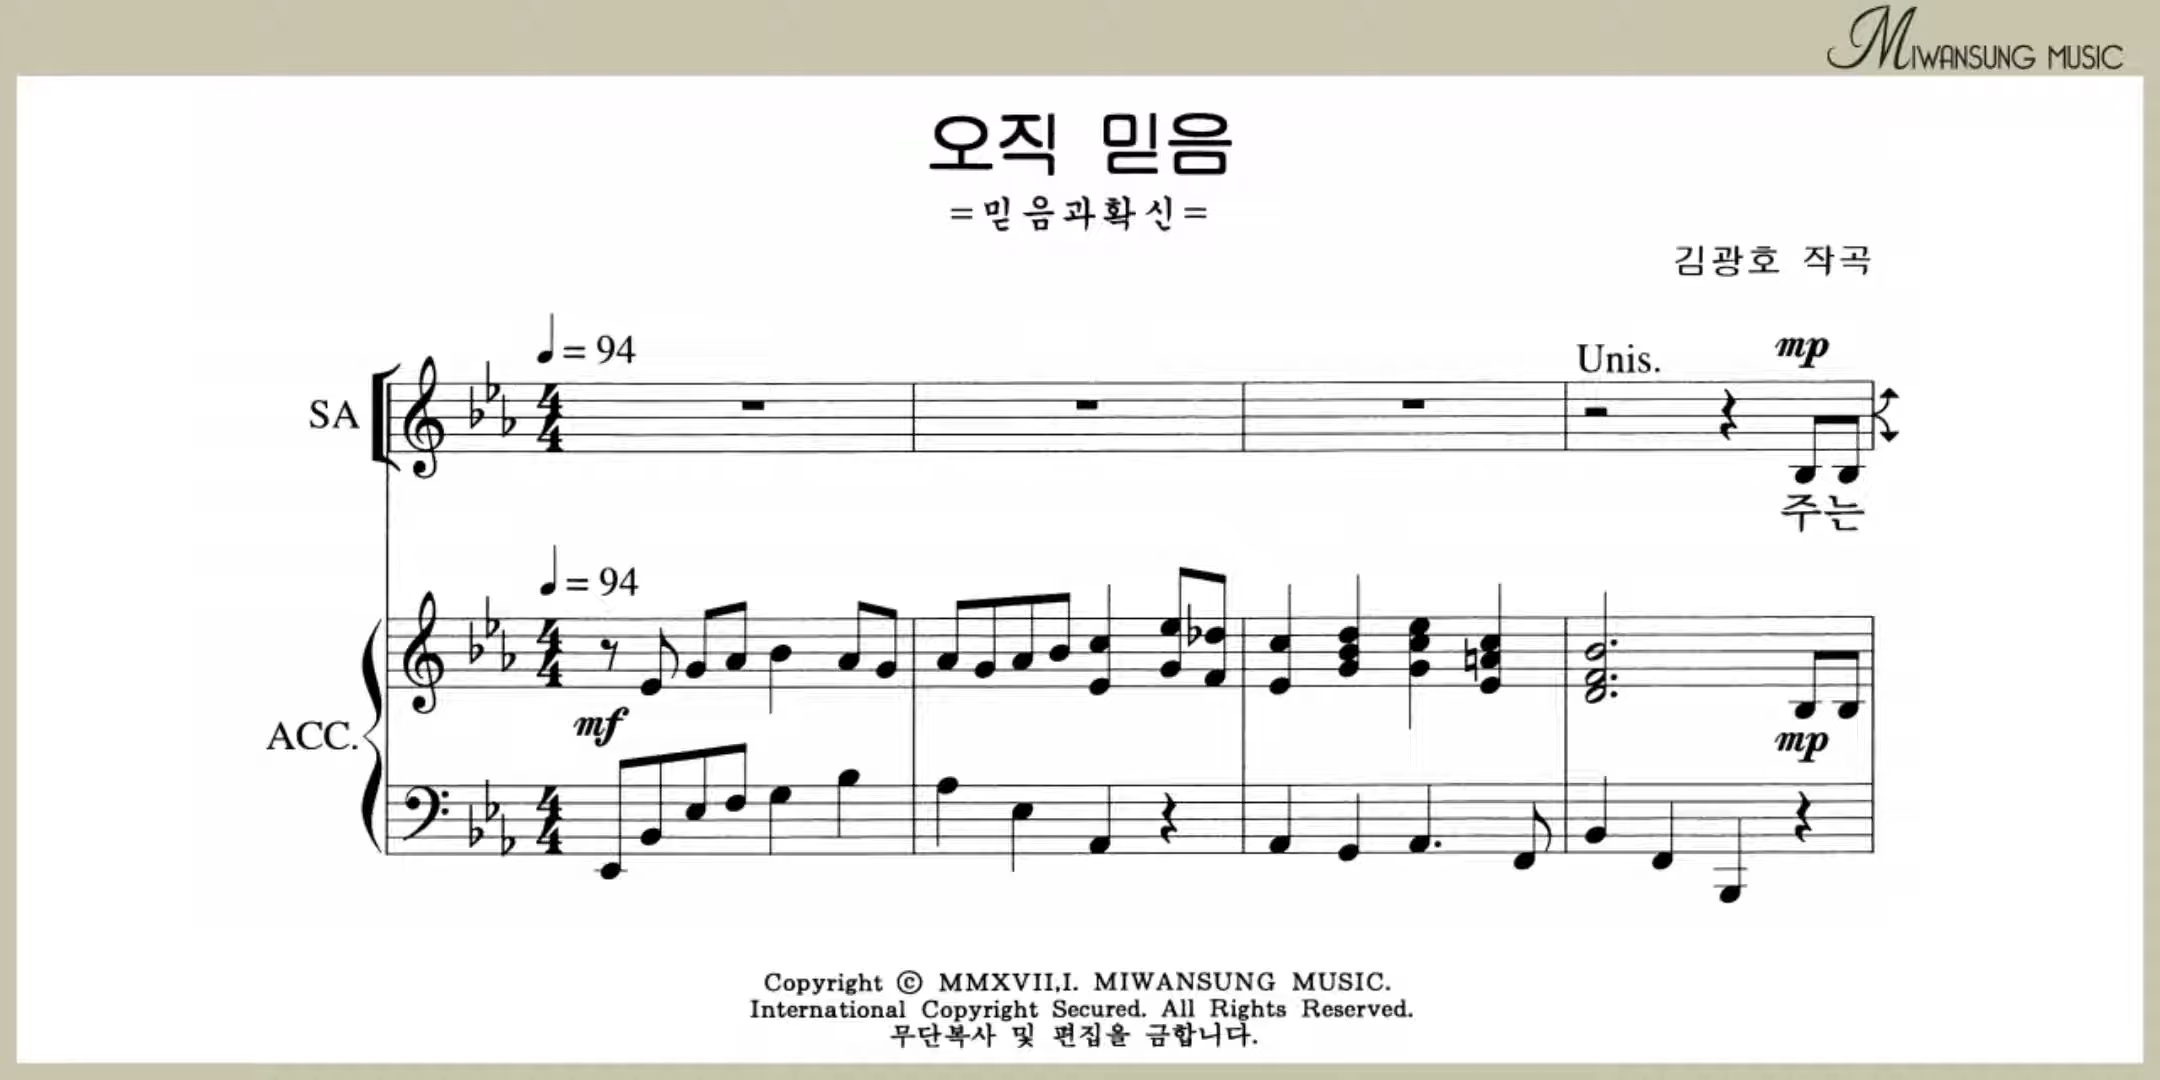 MIWANSUNG MUSIC
오직 믿음
=믿음과확신=
김광호 작곡
= 94
Unis. mp
SA
주는
= 94
mf
ACC.
mp
Copyright ⓒ MMXVII,I. MIWANSUNG MUSIC.
International Copyright Secured. All Rights Reserved.
무단복사 및 편집을 금합니다.